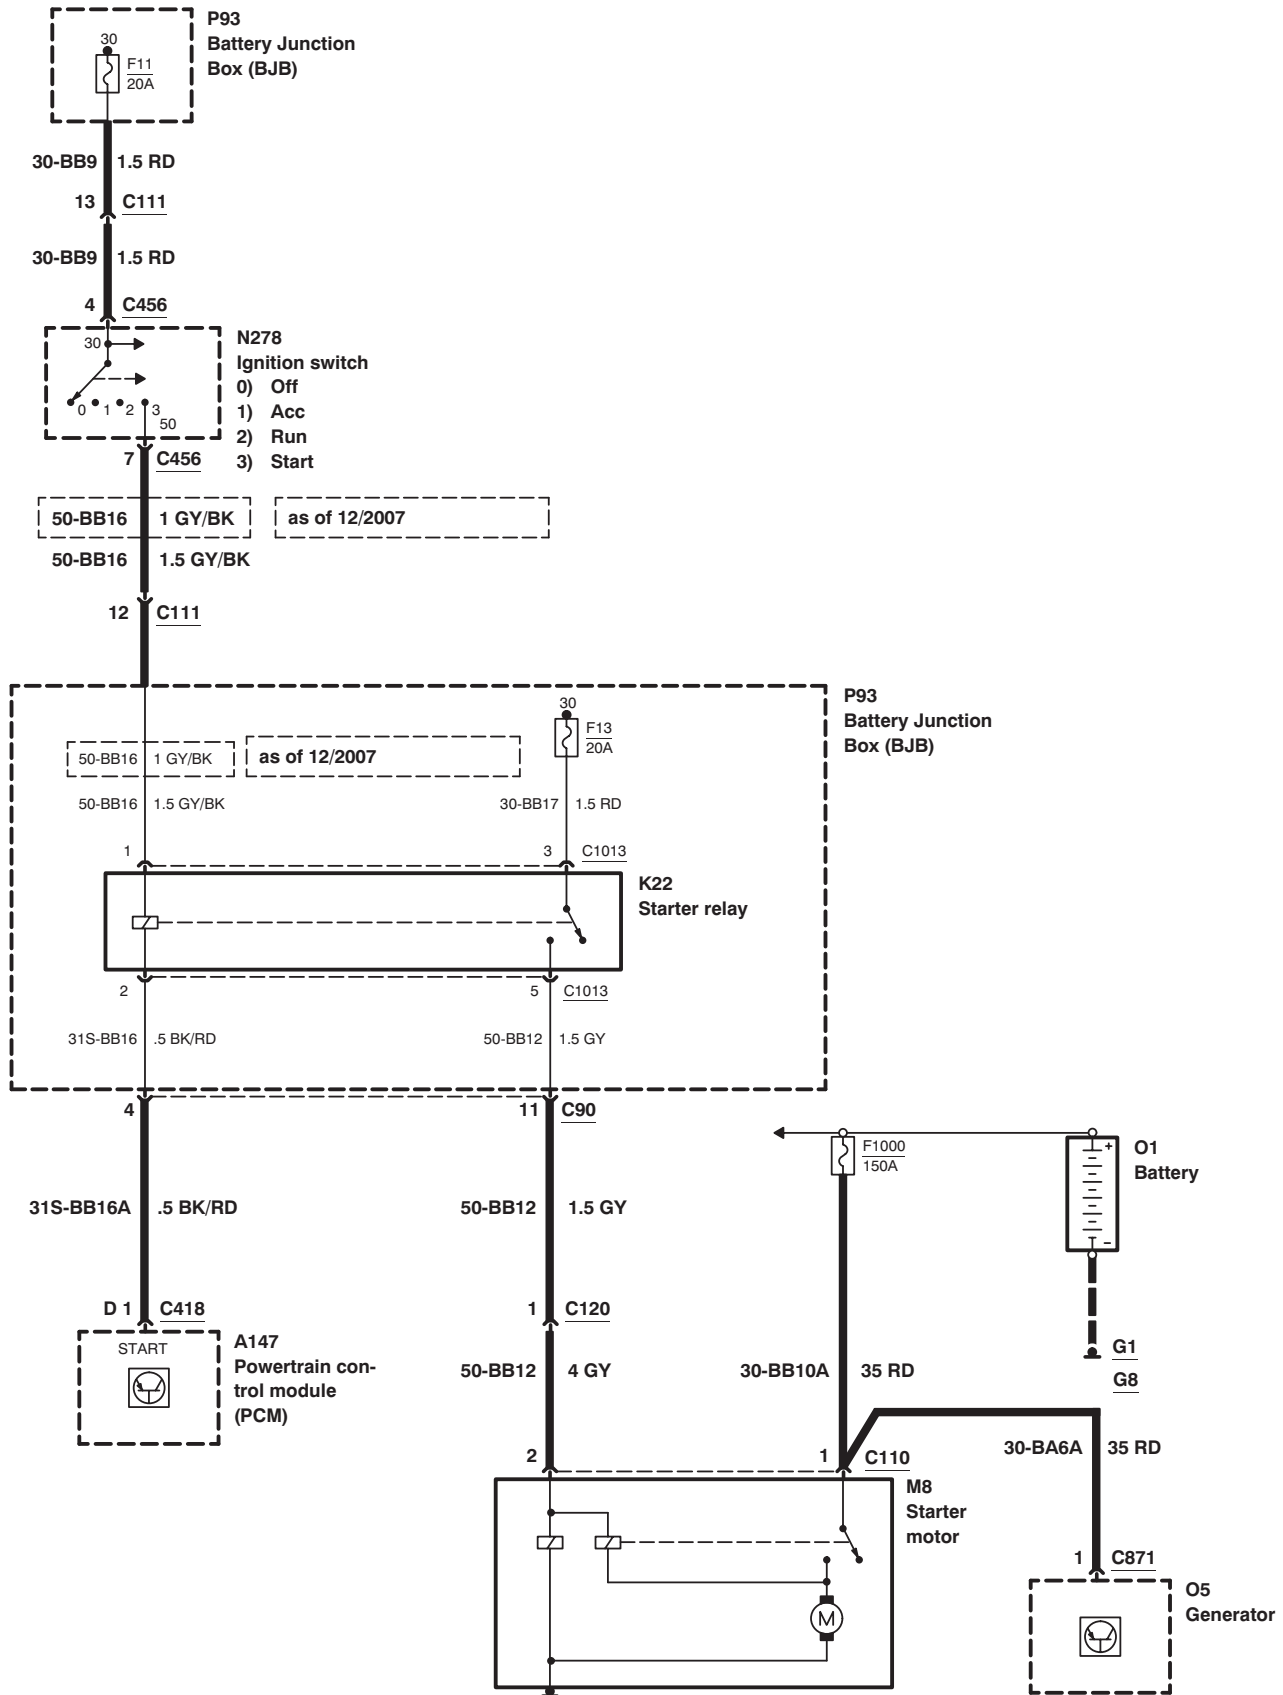 P93
Battery Junction
Box (BJB)
30
F11
20A
30-BB9 1.5 RD
13 C111
30-BB9 1.5 RD
4 C456
N278
Ignition switch
0) Off
1) Acc
2) Run
3) Start
30
0 1 2 3
50
7 C456
50-BB16 1 GY/BK as of 12/2007
50-BB16 1.5 GY/BK
12 C111
P93
Battery Junction
Box (BJB)
30
F13
20A
50-BB16 1 GY/BK as of 12/2007
50-BB16 1.5 GY/BK 30-BB17 1.5 RD
1 3 C1013
K22
Starter relay
2 5 C1013
31S-BB16 .5 BK/RD 50-BB12 1.5 GY
4 11 C90
F1000
150A
+
-
O1
Battery
31S-BB16A .5 BK/RD 50-BB12 1.5 GY
D 1 C418 1 C120
START
A147
Powertrain con-
trol module
(PCM)
50-BB12 4 GY 30-BB10A 35 RD
G1
G8
30-BA6A 35 RD
2 1 C110
M8
Starter
motor
M
1 C871
O5
Generator